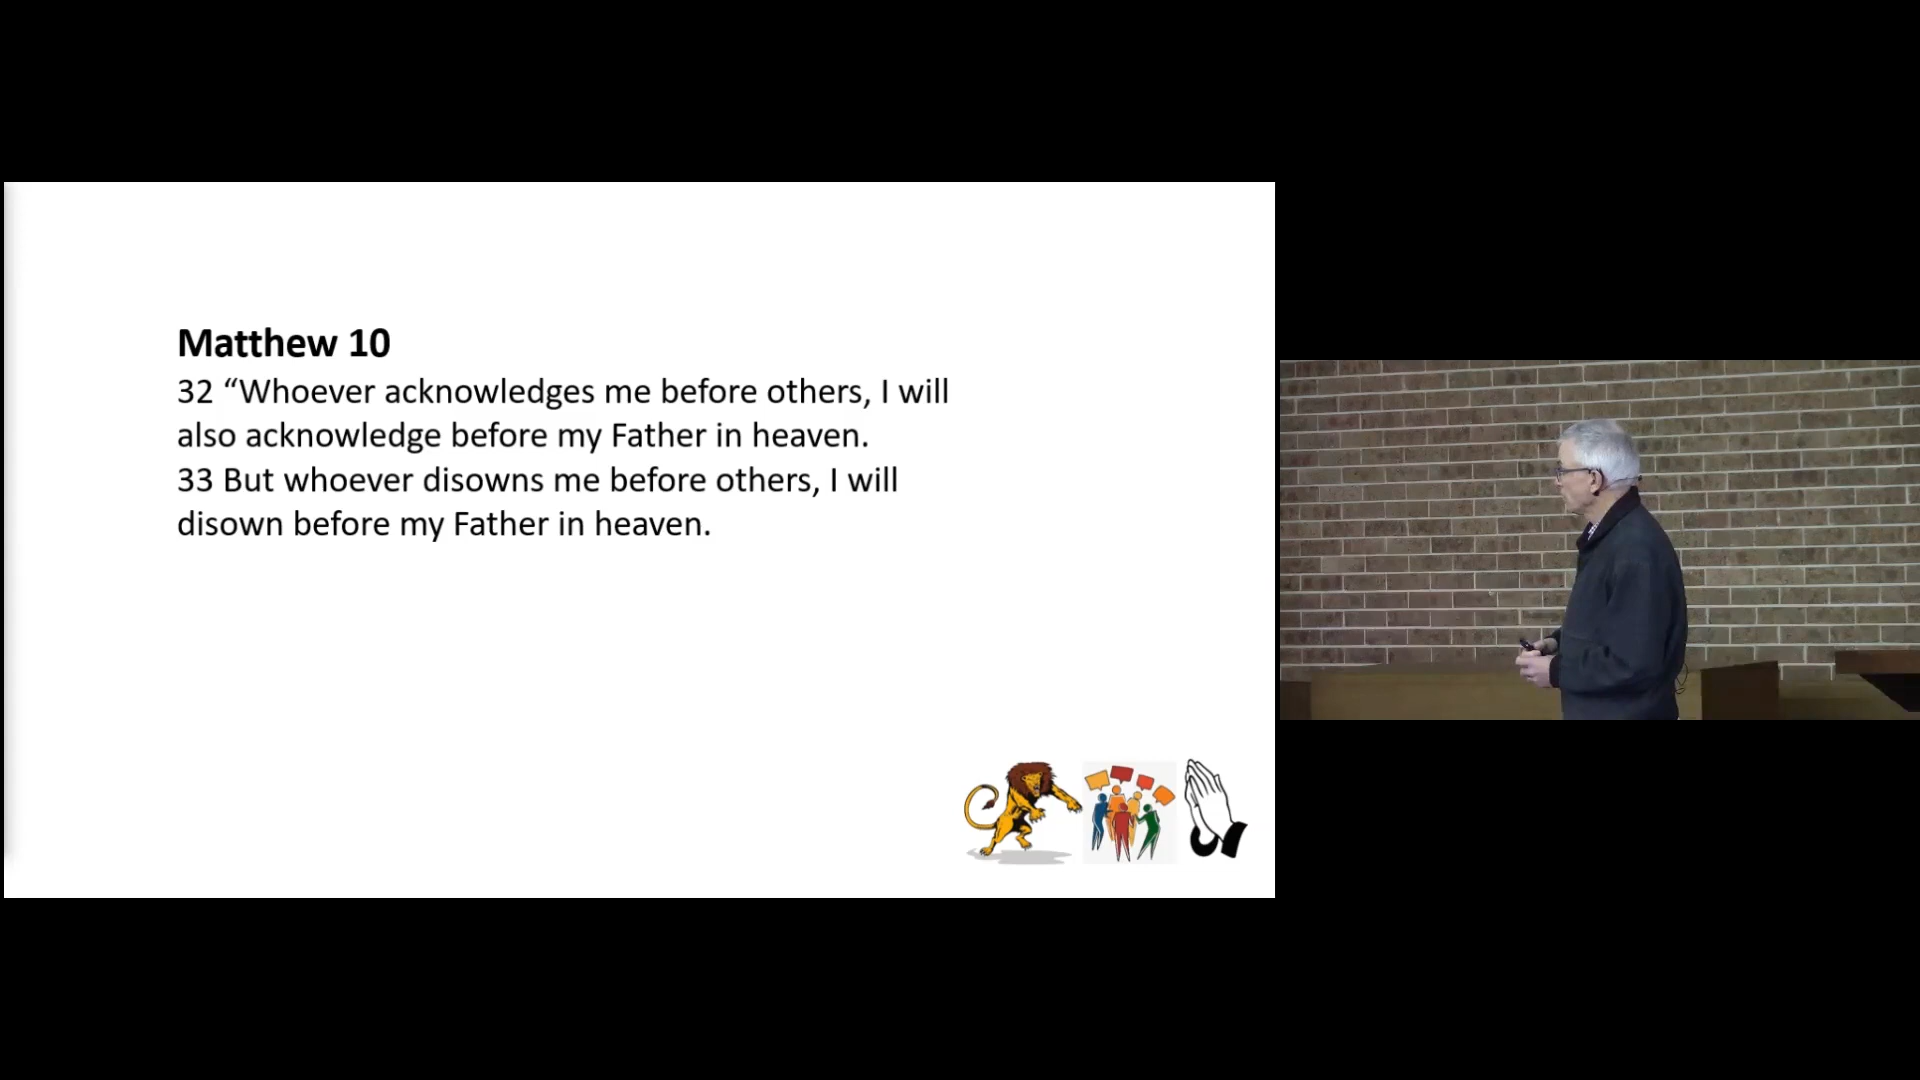 Matthew 10
32 “Whoever acknowledges me before others, I will
also acknowledge before my Father in heaven.
33 But whoever disowns me before others, I will
disown before my Father in heaven.